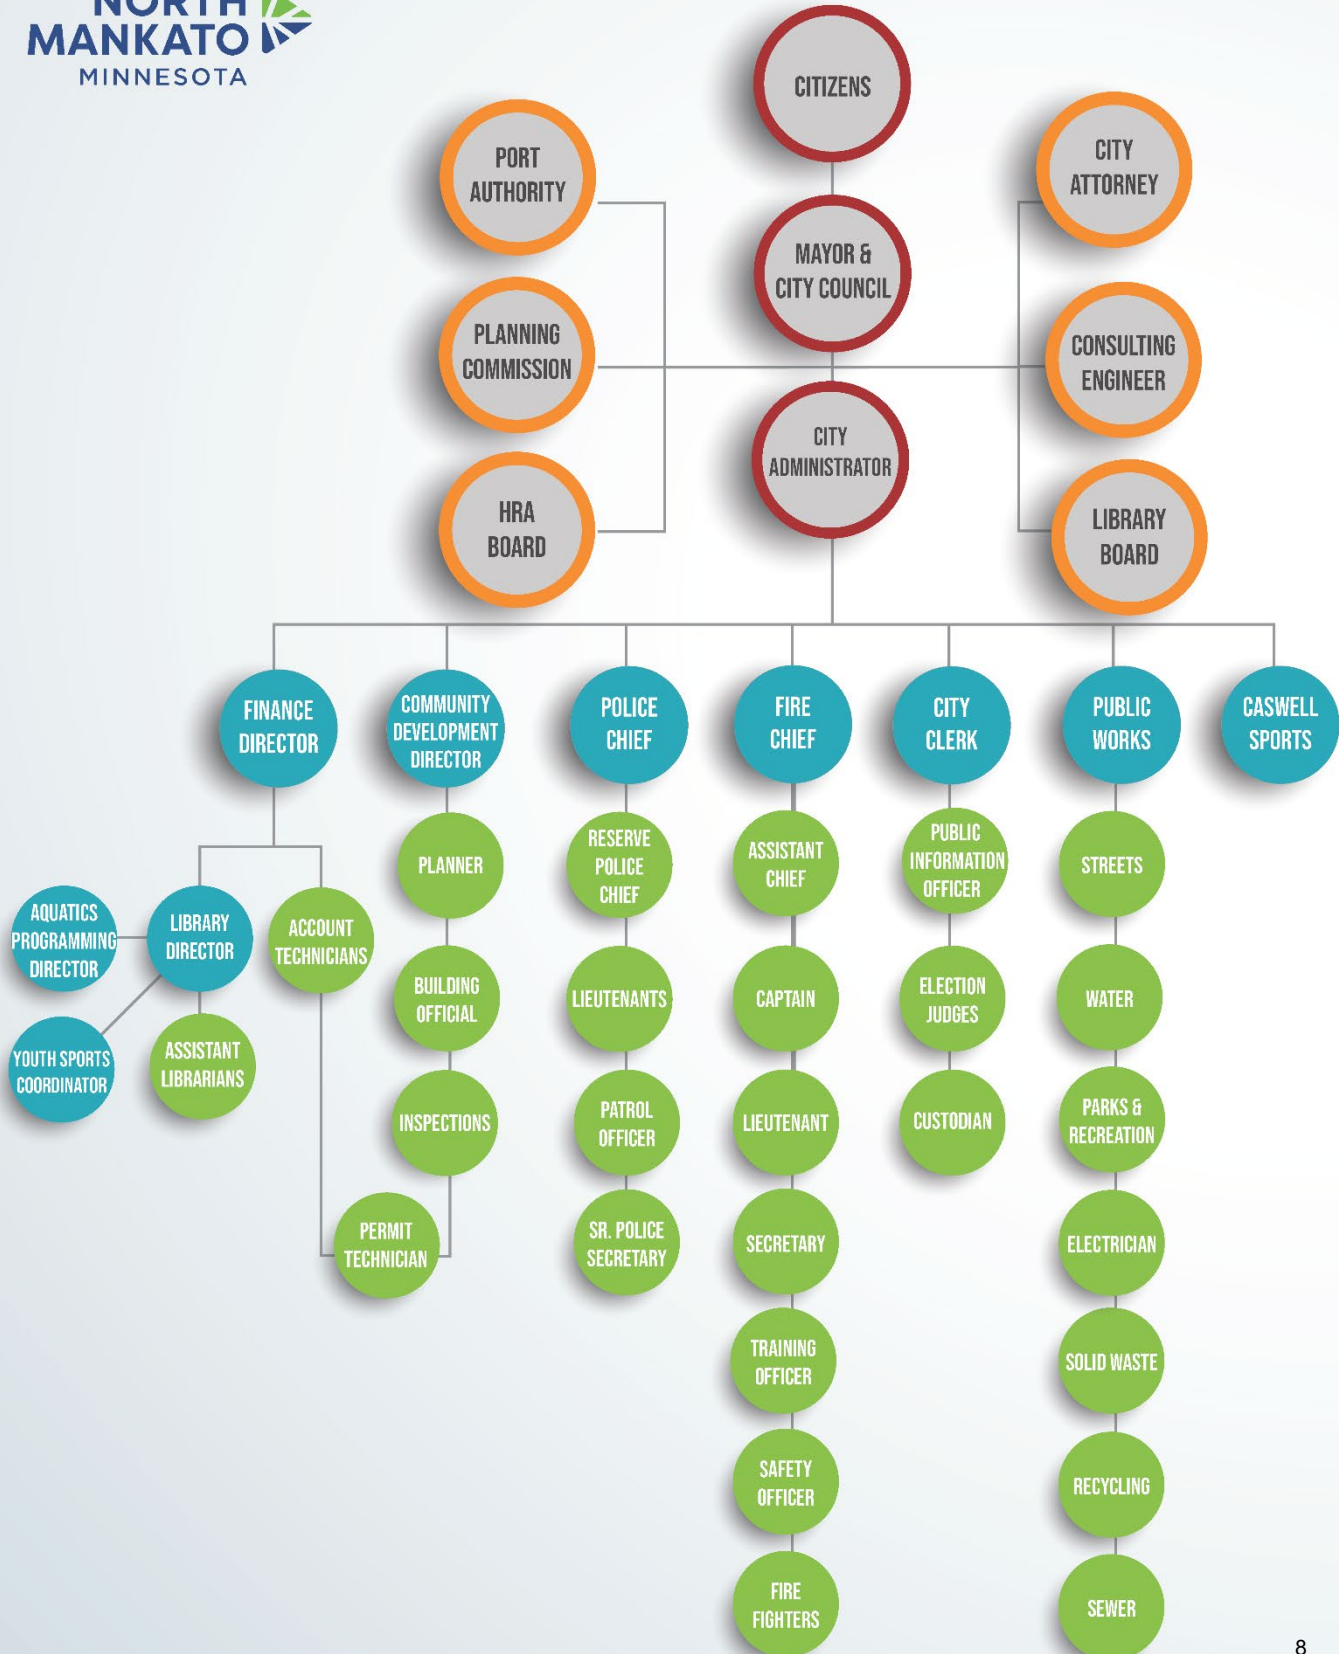 NORTH
MANKATO
MINNESOTA
CITIZENS
PORT
AUTHORITY
CITY
ATTORNEY
MAYOR &
CITY COUNCIL
PLANNING
COMMISSION
CONSULTING
ENGINEER
CITY
ADMINISTRATOR
HRA
BOARD
LIBRARY
BOARD
FINANCE
DIRECTOR
COMMUNITY
DEVELOPMENT
DIRECTOR
POLICE
CHIEF
FIRE
CHIEF
CITY
CLERK
PUBLIC
WORKS
CASWELL
SPORTS
PLANNER
RESERVE
POLICE
CHIEF
ASSISTANT
CHIEF
PUBLIC
INFORMATION
OFFICER
STREETS
AQUATICS
PROGRAMMING
DIRECTOR
LIBRARY
DIRECTOR
ACCOUNT
TECHNICIANS
BUILDING
OFFICIAL
LIEUTENANTS
CAPTAIN
ELECTION
JUDGES
WATER
YOUTH SPORTS
COORDINATOR
ASSISTANT
LIBRARIANS
INSPECTIONS
PATROL
OFFICER
LIEUTENANT
CUSTODIAN
PARKS &
RECREATION
PERMIT
TECHNICIAN
SR. POLICE
SECRETARY
SECRETARY
ELECTRICIAN
TRAINING
OFFICER
SOLID WASTE
SAFETY
OFFICER
RECYCLING
FIRE
FIGHTERS
SEWER
8